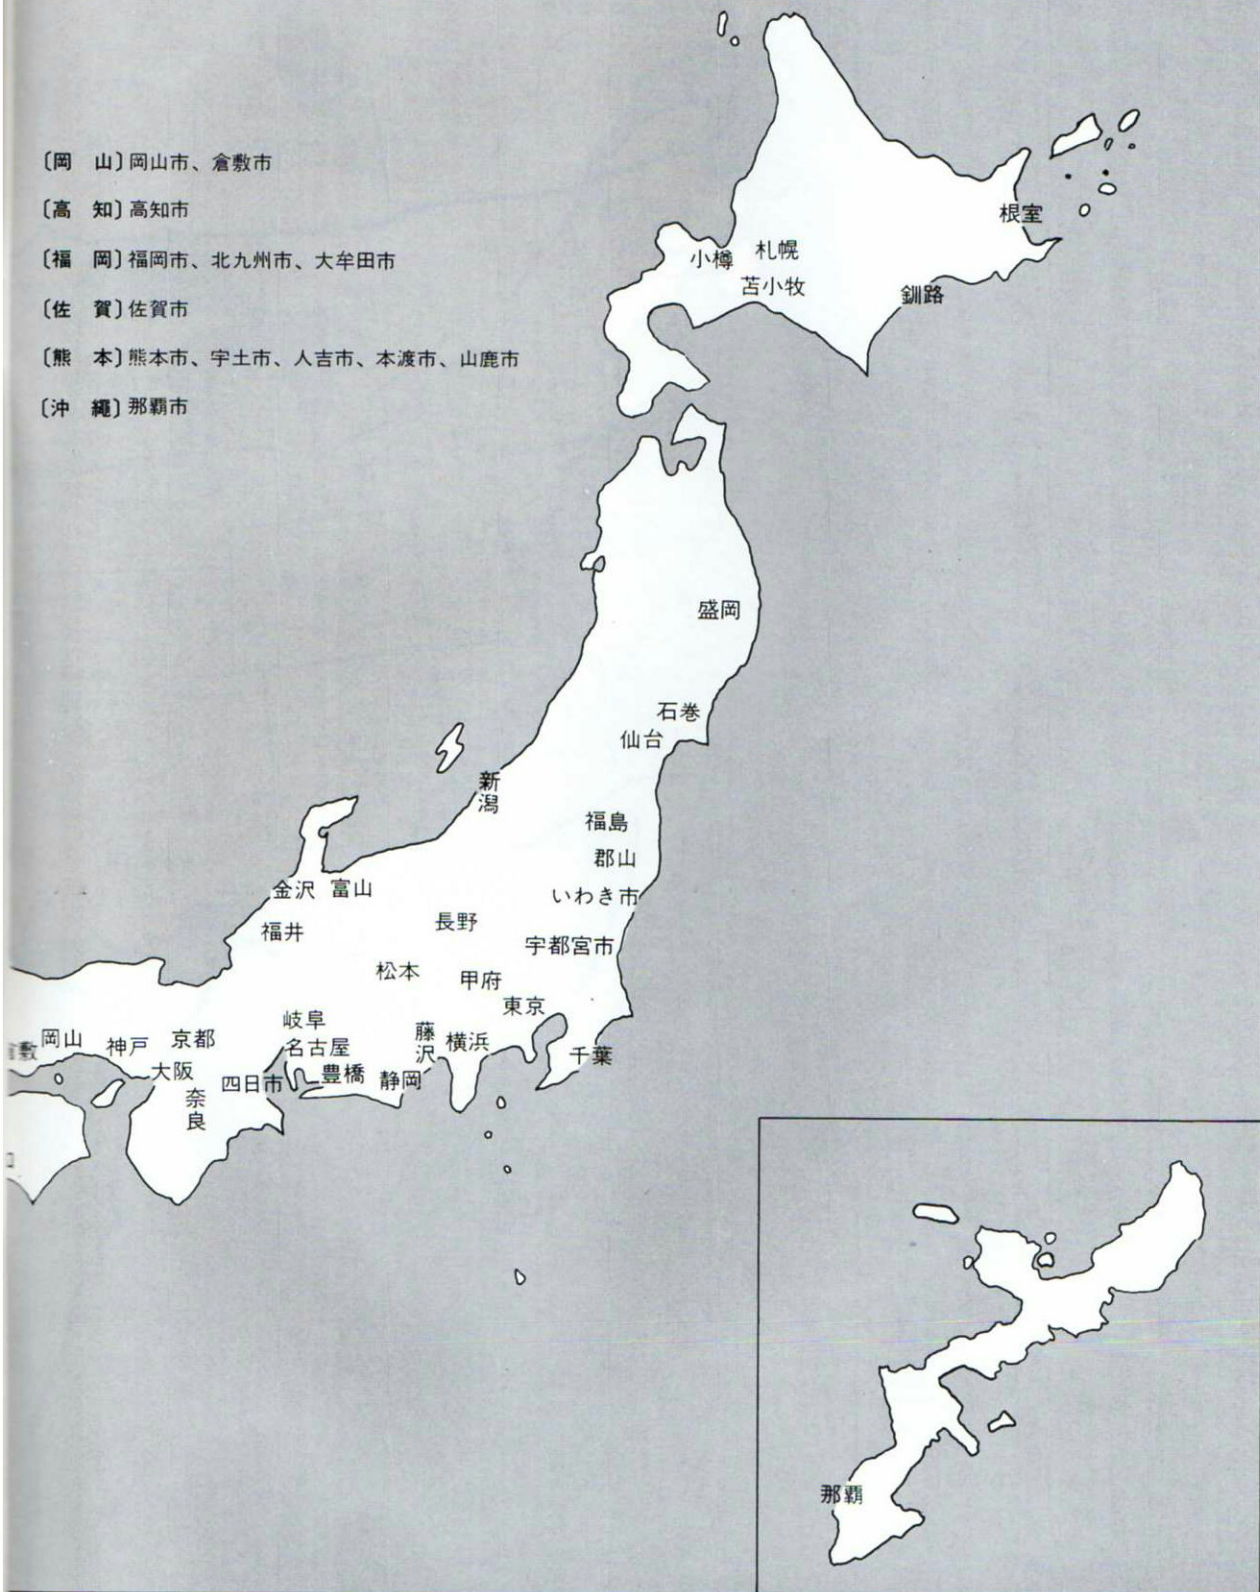 〔岡　山〕岡山市、倉敷市
〔高　知〕高知市
〔福　岡〕福岡市、北九州市、大牟田市
〔佐　賀〕佐賀市
〔熊　本〕熊本市、宇土市、人吉市、本渡市、山鹿市
〔沖　縄〕那覇市
根室
小樽
札幌
苫小牧
釧路
盛岡
石巻
仙台
新潟
福島
郡山
いわき市
金沢
富山
長野
福井
宇都宮市
松本
甲府
東京
岐阜
藤沢
横浜
岡山
神戸
京都
名古屋
千葉
敷
大阪
四日市
豊橋
静岡
奈良
那覇